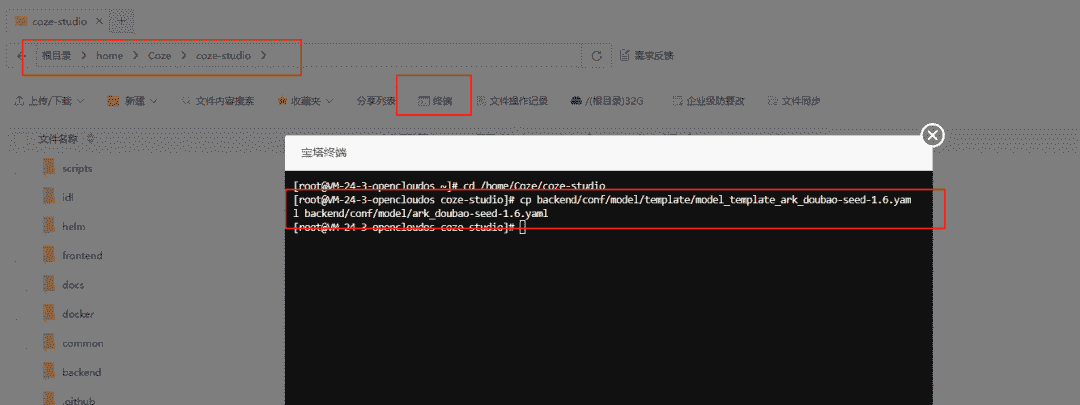 coze-studio × +
根目录 > home > Coze > coze-studio > 需求反馈
上传/下载 新建 文件内容搜索 收藏夹 分享列表 终端 文件操作记录 /(根目录)32G 企业级防篡改 文件同步
文件名称
宝塔终端
[root@VM-24-3-opencloudos ~]# cd /home/Coze/coze-studio
[root@VM-24-3-opencloudos coze-studio]# cp backend/conf/model/template/model_template_ark_doubao-seed-1.6.yam
l backend/conf/model/ark_doubao-seed-1.6.yaml
[root@VM-24-3-opencloudos coze-studio]#
scripts
idl
helm
frontend
docs
docker
common
backend
.github